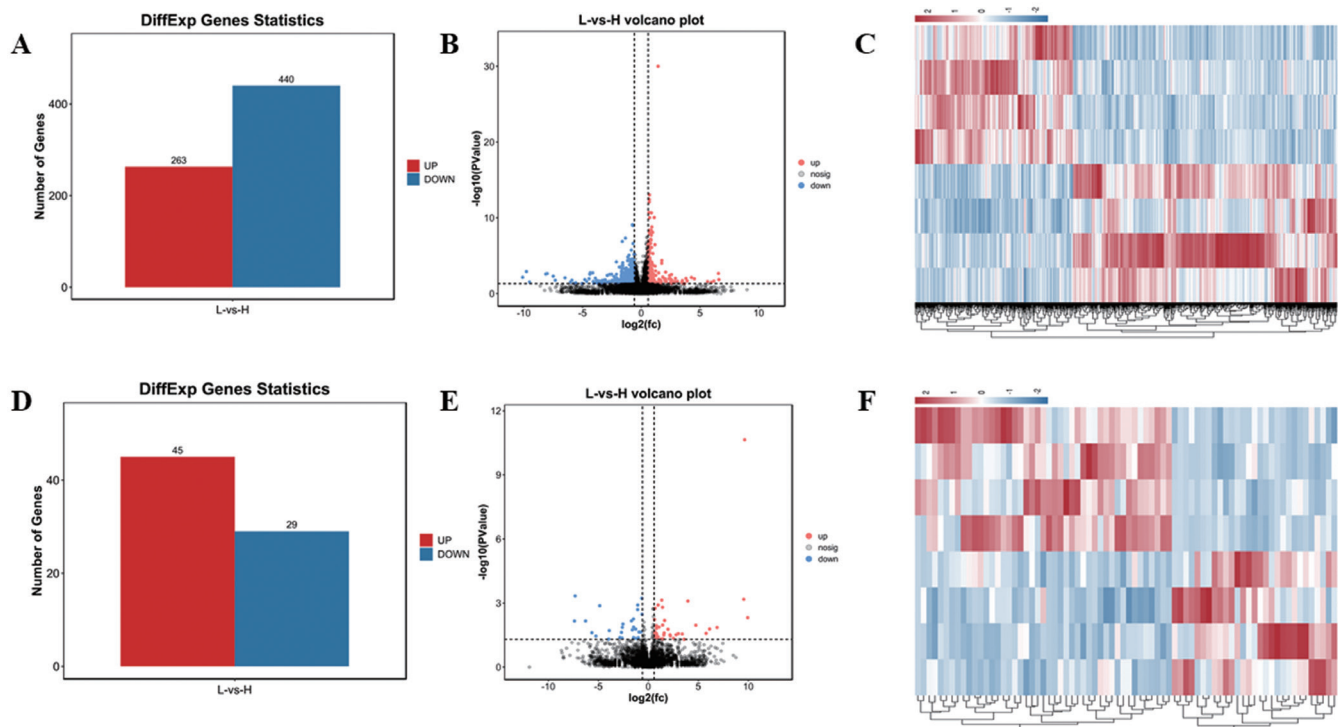 A
DiffExp Genes Statistics
Number of Genes
400
200
0
263
440
L-vs-H
UP
DOWN
B
L-vs-H volcano plot
-log10(PValue)
30
20
10
0
-10
-5
0
5
10
log2(fc)
up
nosig
down
C
2
1
0
-1
-2
D
DiffExp Genes Statistics
Number of Genes
40
20
0
45
29
L-vs-H
UP
DOWN
E
L-vs-H volcano plot
-log10(PValue)
12
9
6
3
0
-10
-5
0
5
10
log2(fc)
up
nosig
down
F
2
1
0
-1
-2